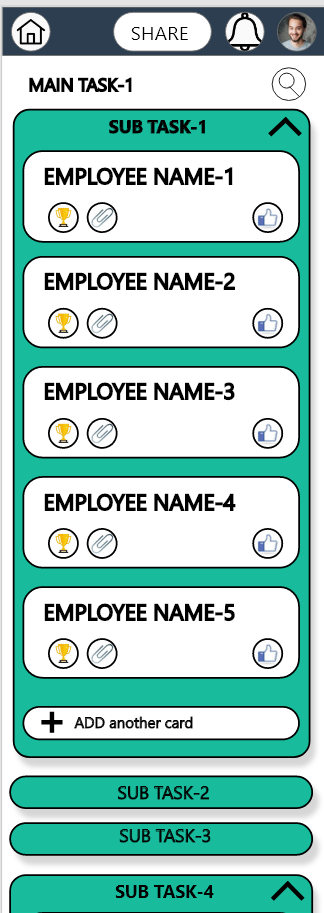 SHARE
MAIN TASK-1
SUB TASK-1
EMPLOYEE NAME-1
EMPLOYEE NAME-2
EMPLOYEE NAME-3
EMPLOYEE NAME-4
EMPLOYEE NAME-5
ADD another card
SUB TASK-2
SUB TASK-3
SUB TASK-4